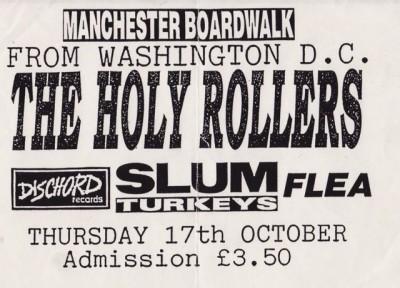 MANCHESTER BOARDWALK
FROM WASHINGTON D.C.
THE HOLY ROLLERS
DISCHORD records
SLUM TURKEYS
FLEA
THURSDAY 17th OCTOBER
Admission £3.50